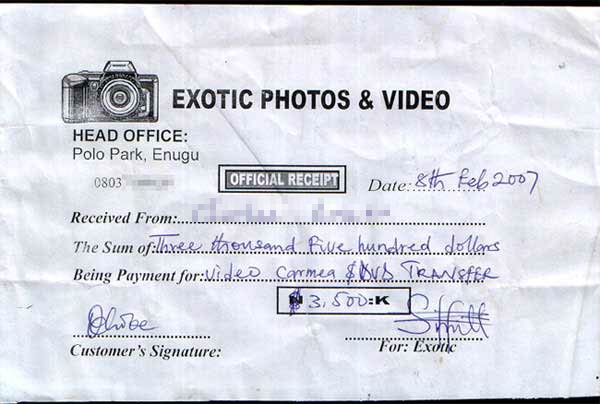 EXOTIC PHOTOS & VIDEO
HEAD OFFICE:
Polo Park, Enugu
0803
OFFICIAL RECEIPT
Date: 8th Feb 2007
Received From:
The Sum of: Three thousand Five hundred dollars
Being Payment for: Video Carmea & DVD TRANSFER
$ 3,500:K
Customer's Signature:
For: Exotic